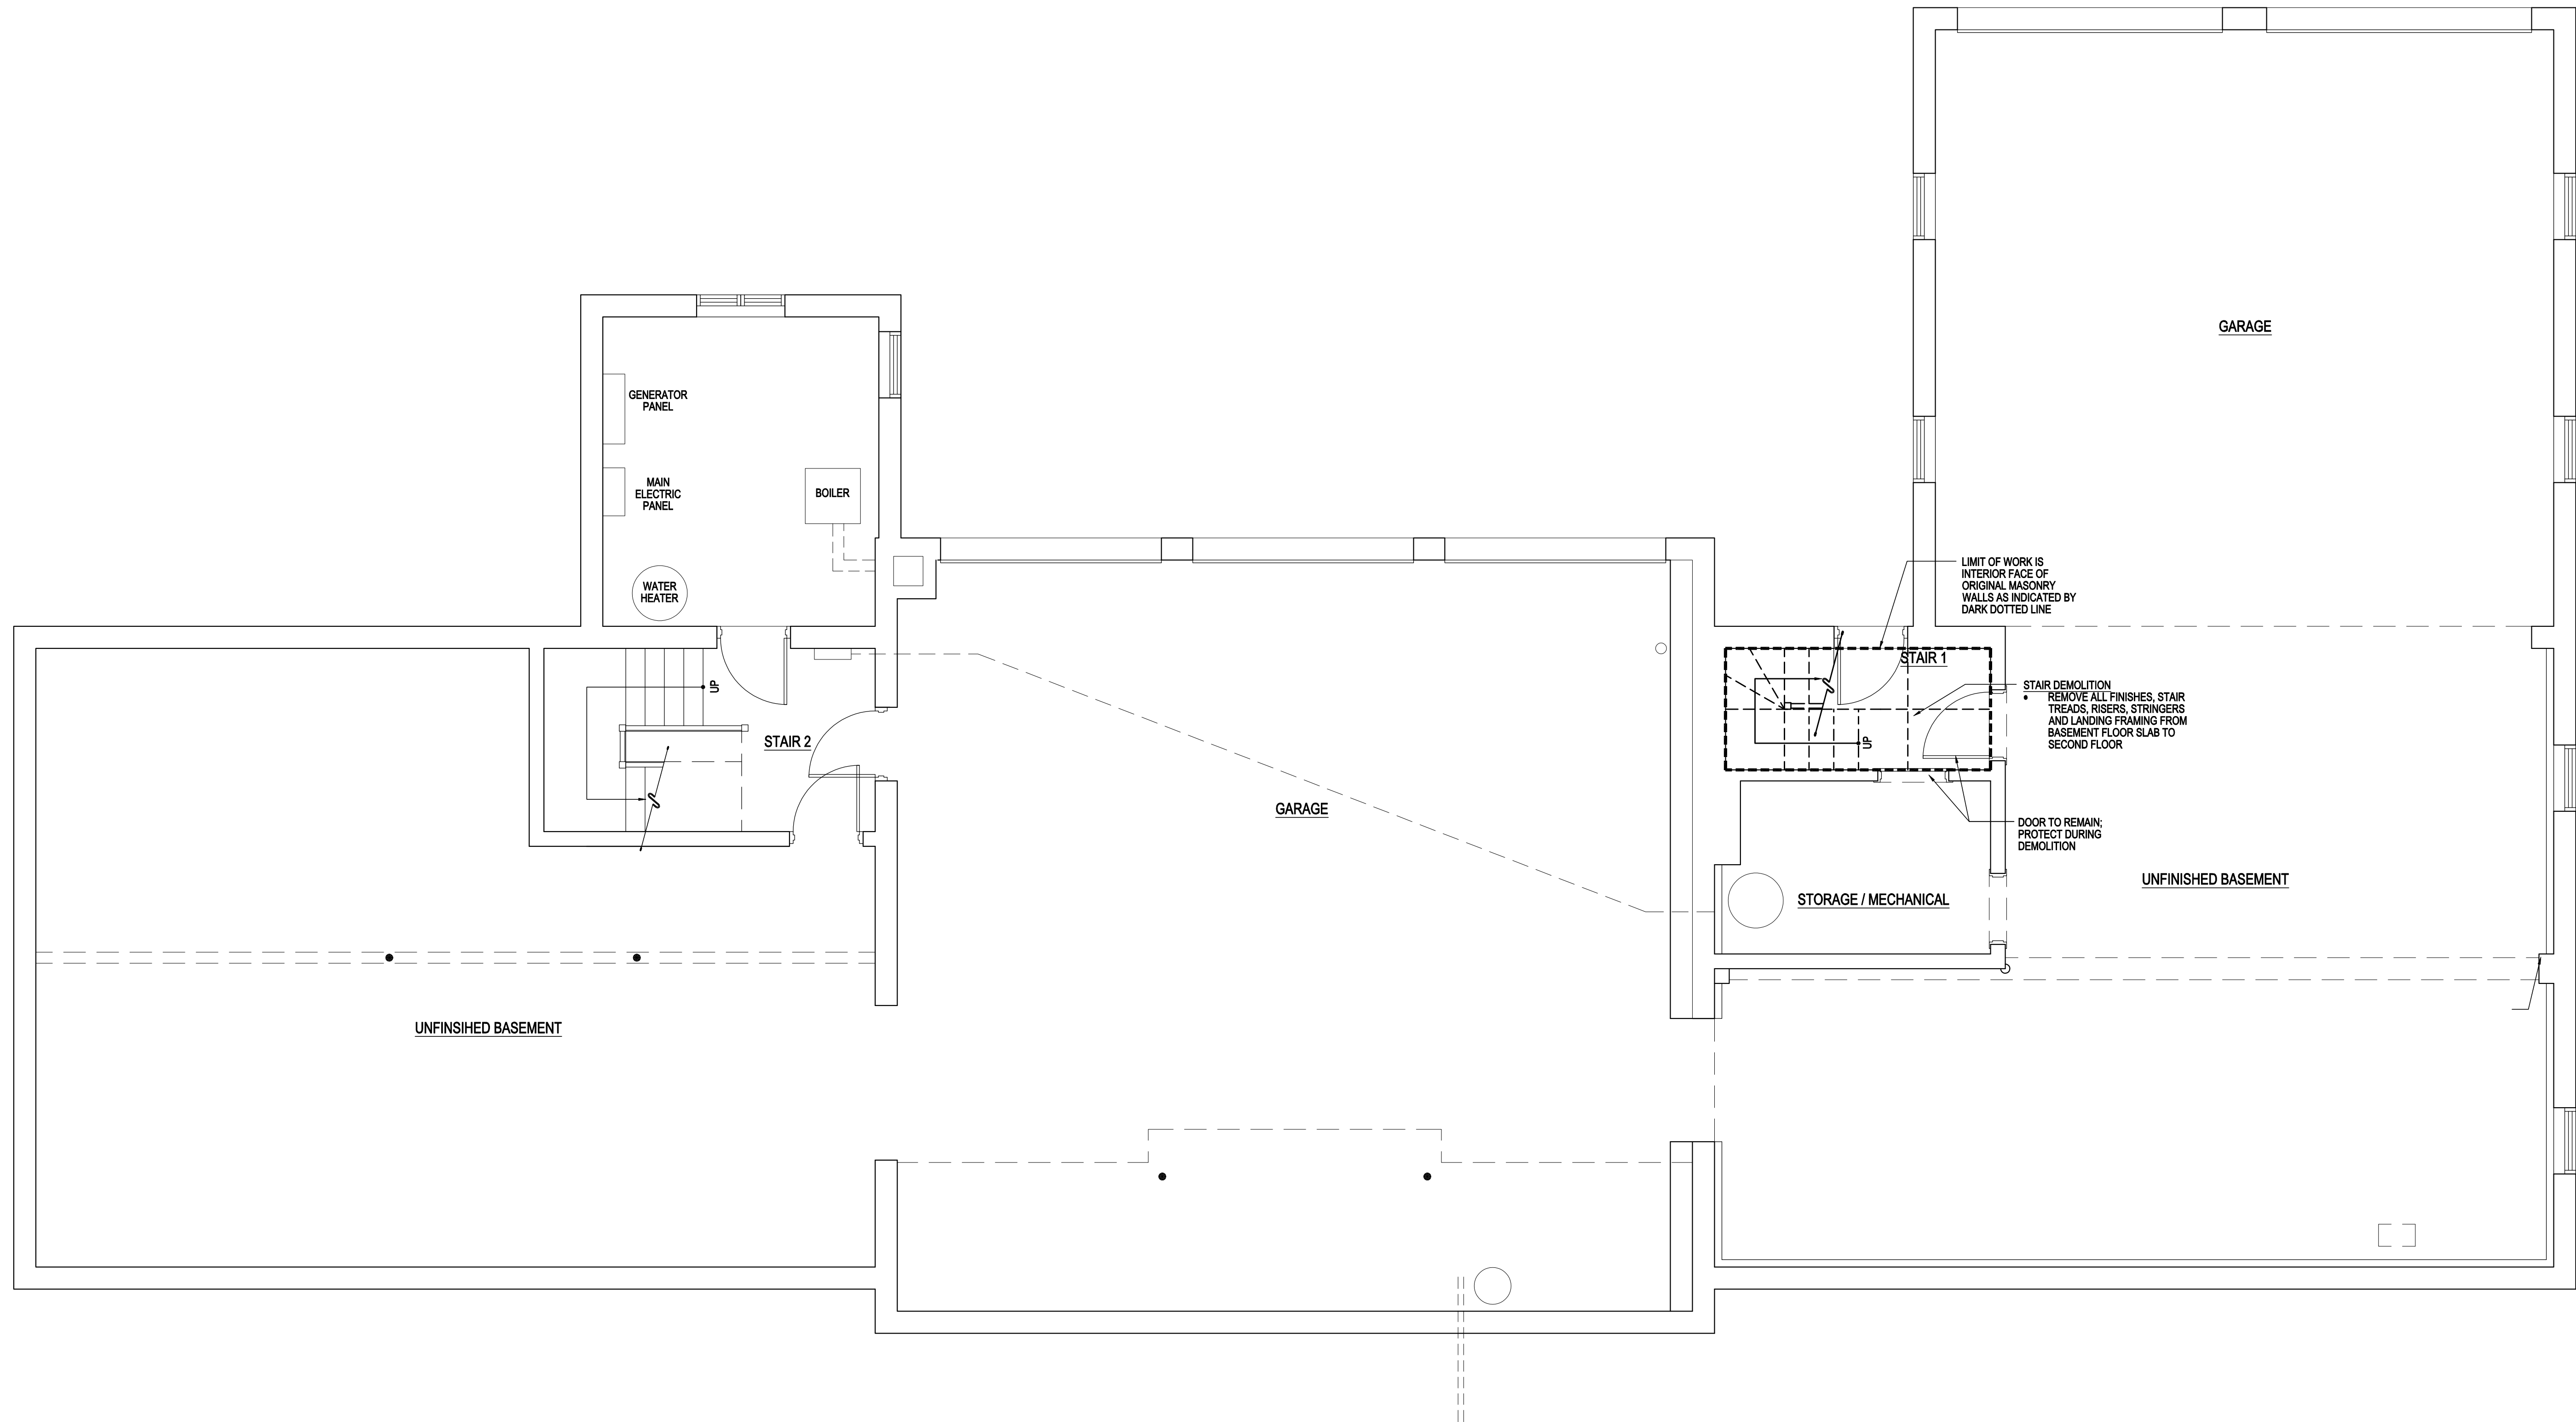 GARAGE
GENERATOR
PANEL
MAIN
ELECTRIC
PANEL
BOILER
WATER
HEATER
LIMIT OF WORK IS
INTERIOR FACE OF
ORIGINAL MASONRY
WALLS AS INDICATED BY
DARK DOTTED LINE
STAIR 1
UP
STAIR DEMOLITION
• REMOVE ALL FINISHES, STAIR
TREADS, RISERS, STRINGERS
AND LANDING FRAMING FROM
BASEMENT FLOOR SLAB TO
SECOND FLOOR
UP
STAIR 2
GARAGE
DOOR TO REMAIN;
PROTECT DURING
DEMOLITION
UNFINISHED BASEMENT
STORAGE / MECHANICAL
UNFINSIHED BASEMENT